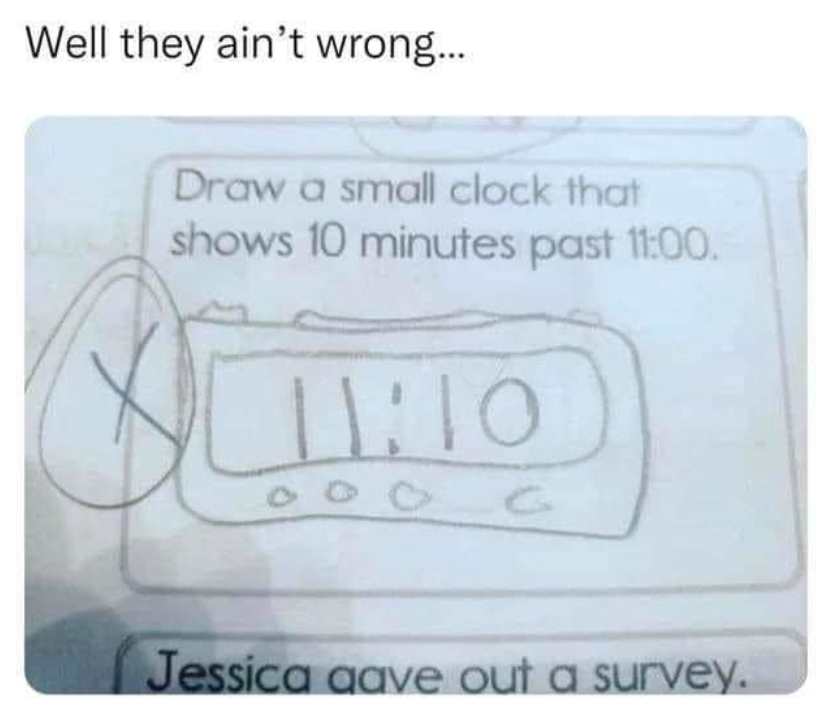 Well they ain’t wrong...
Draw a small clock that
shows 10 minutes past 11:00.
X
11:10
Jessica gave out a survey.